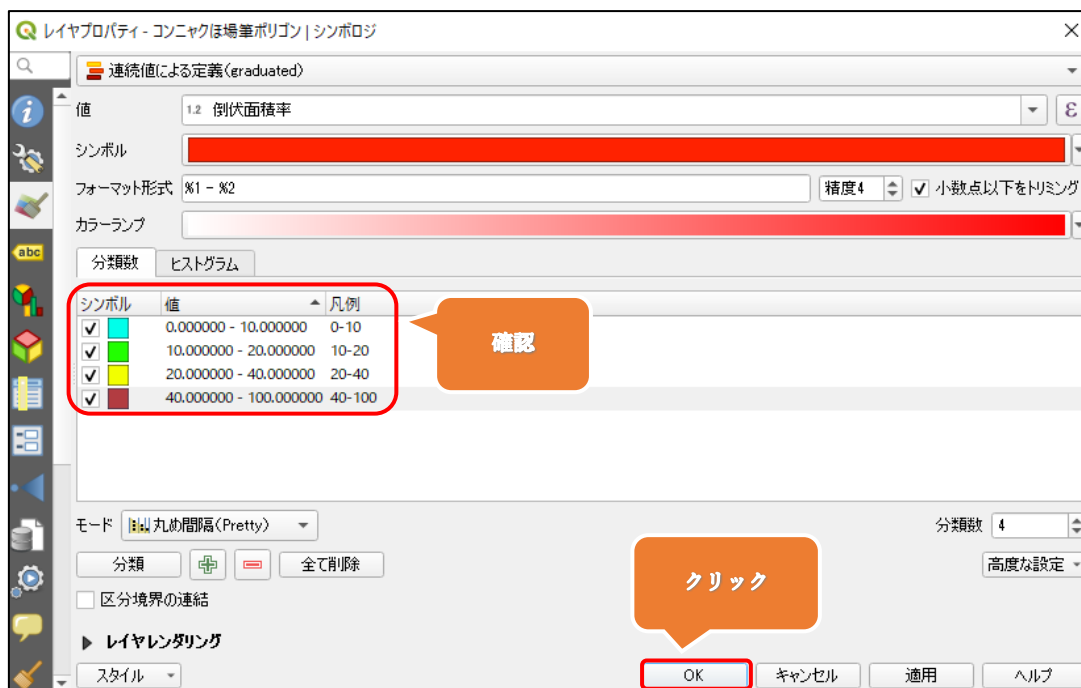 レイヤプロパティ - コンニャクほ場筆ポリゴン | シンボロジ
連続値による定義(graduated)
値 1.2 倒伏面積率 ε
シンボル
フォーマット形式 %1 - %2 精度4 小数点以下をトリミング
カラーランプ
abc
分類数 ヒストグラム
シンボル 値 凡例
0.000000 - 10.000000 0-10
10.000000 - 20.000000 10-20
20.000000 - 40.000000 20-40
40.000000 - 100.000000 40-100
確認
モード 丸め間隔(Pretty) 分類数 4
分類 全て削除 高度な設定
クリック
区分境界の連結
レイヤレンダリング
スタイル OK キャンセル 適用 ヘルプ